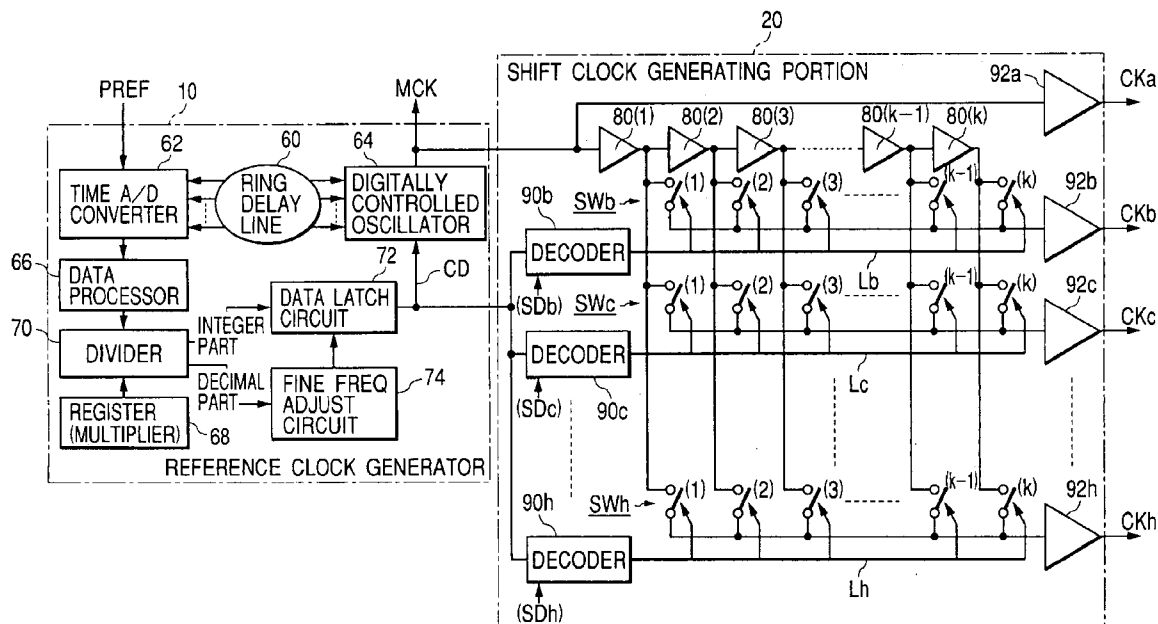 20
SHIFT CLOCK GENERATING PORTION
92a
CKa
PREF
10
MCK
62
60
64
80(1)
80(2)
80(3)
80(k-1)
80(k)
TIME A/D
CONVERTER
RING
DELAY
LINE
DIGITALLY
CONTROLLED
OSCILLATOR
SWb
(1)
(2)
(3)
(k-1)
(k)
92b
CKb
90b
DECODER
Lb
(SDb)
66
DATA
PROCESSOR
72
CD
DATA LATCH
CIRCUIT
SWc
(1)
(2)
(3)
(k-1)
(k)
92c
CKc
70
DIVIDER
INTEGER
PART
DECIMAL
PART
DECODER
Lc
(SDc)
90c
74
FINE FREQ
ADJUST
CIRCUIT
REGISTER
(MULTIPLIER)
68
REFERENCE CLOCK GENERATOR
SWh
(1)
(2)
(3)
(k-1)
(k)
92h
CKh
90h
DECODER
Lh
(SDh)